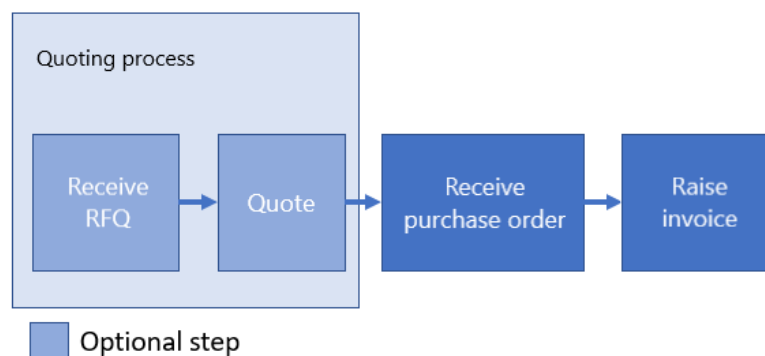 Quoting process
Receive
RFQ
Quote
Receive
purchase order
Raise
invoice
Optional step